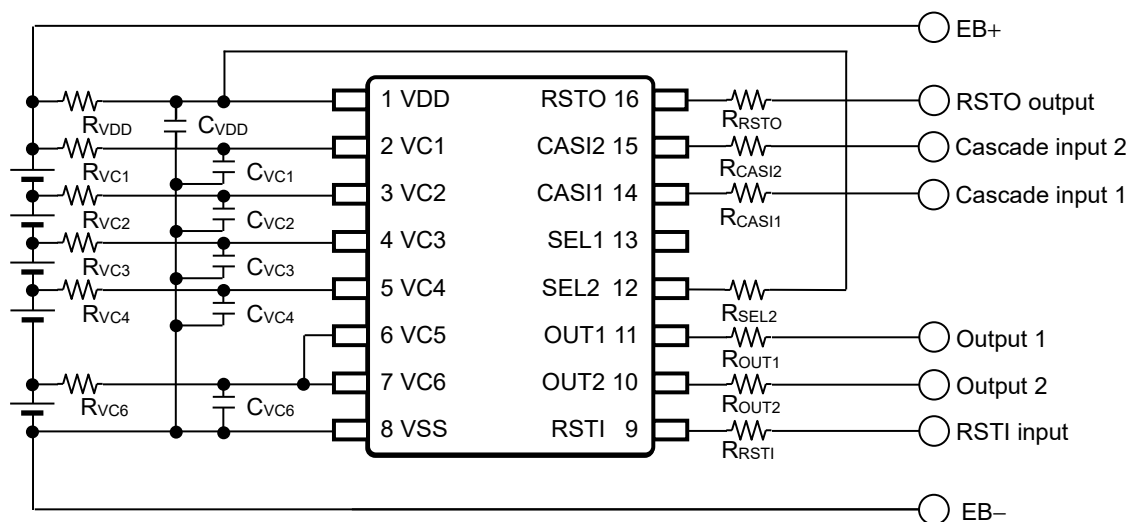 EB+
1 VDD
RSTO 16
RSTO output
RVDD
CVDD
RRSTO
2 VC1
CASI2 15
Cascade input 2
RVC1
CVC1
RCASI2
3 VC2
CASI1 14
Cascade input 1
RVC2
CVC2
RCASI1
4 VC3
SEL1 13
RVC3
CVC3
5 VC4
SEL2 12
RVC4
CVC4
RSEL2
6 VC5
OUT1 11
Output 1
ROUT1
7 VC6
OUT2 10
Output 2
RVC6
CVC6
ROUT2
8 VSS
RSTI 9
RSTI input
RRSTI
EB−